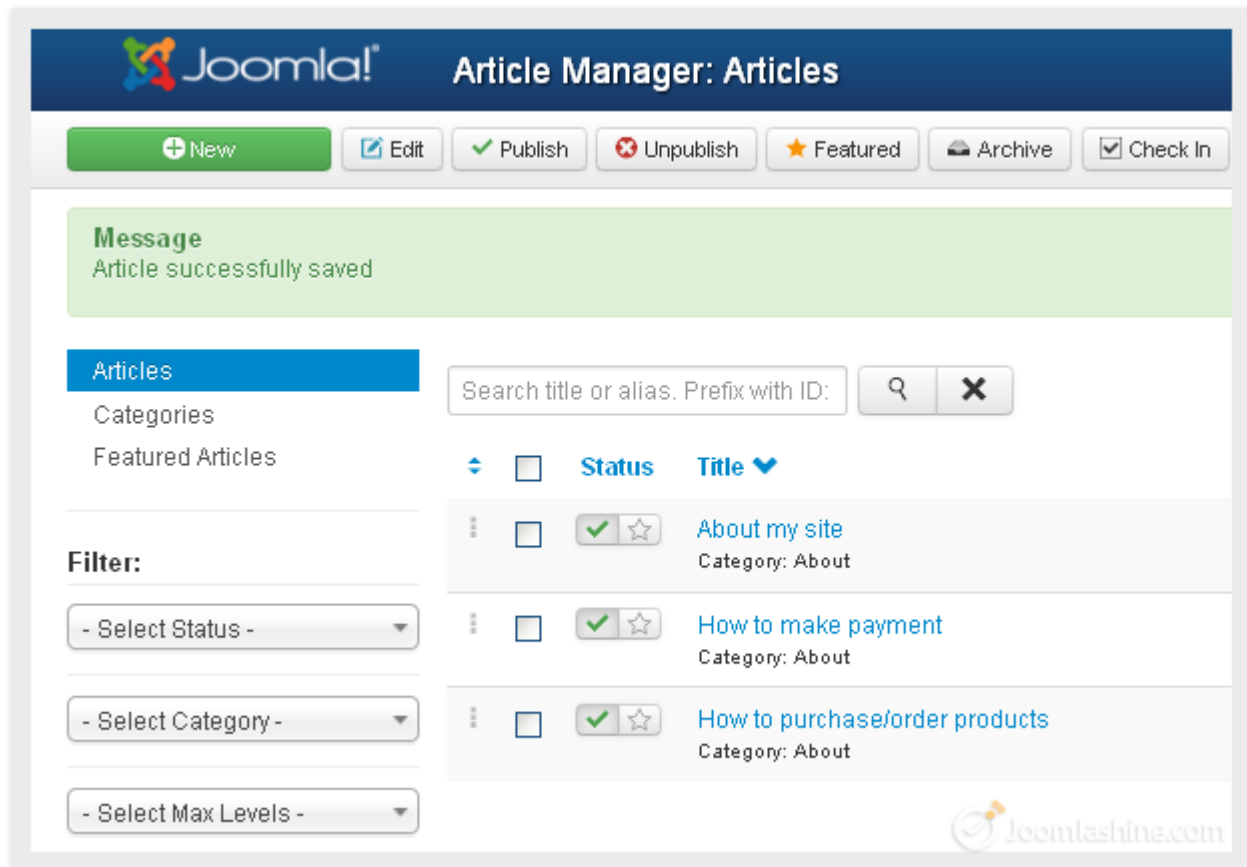 Joomla!® Article Manager: Articles
New Edit Publish Unpublish Featured Archive Check In
Message
Article successfully saved
Articles
Categories
Featured Articles
Filter:
- Select Status -
- Select Category -
- Select Max Levels -
Search title or alias. Prefix with ID:
Status Title
About my site
Category: About
How to make payment
Category: About
How to purchase/order products
Category: About
Joomlashine.com